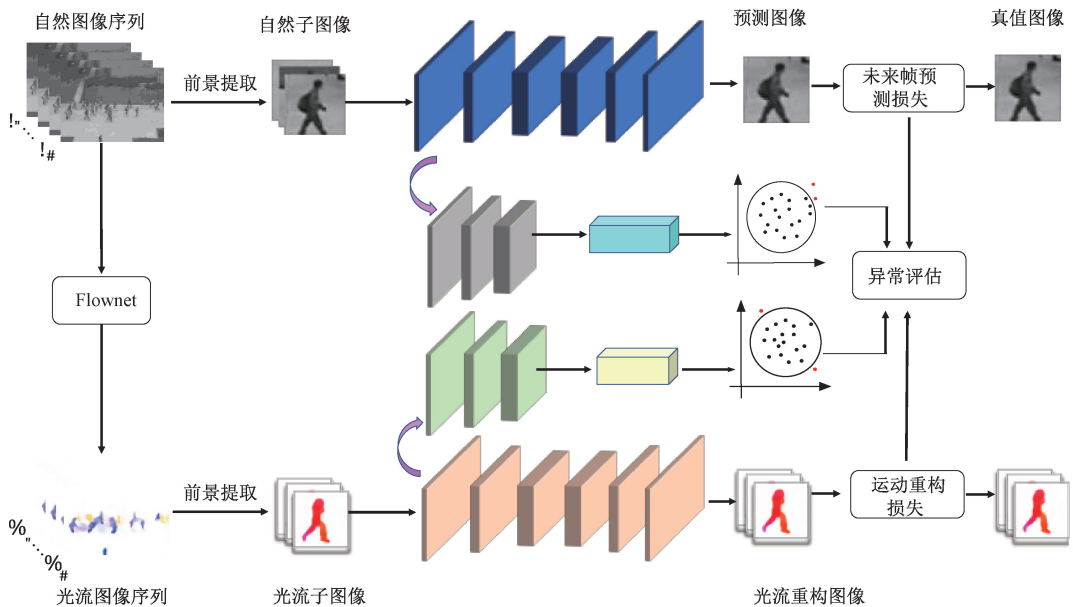 自然图像序列
自然子图像
预测图像
真值图像
前景提取
未来帧预
测损失
!"
!#
Flownet
异常评估
前景提取
运动重构
损失
%"
%#
光流图像序列
光流子图像
光流重构图像